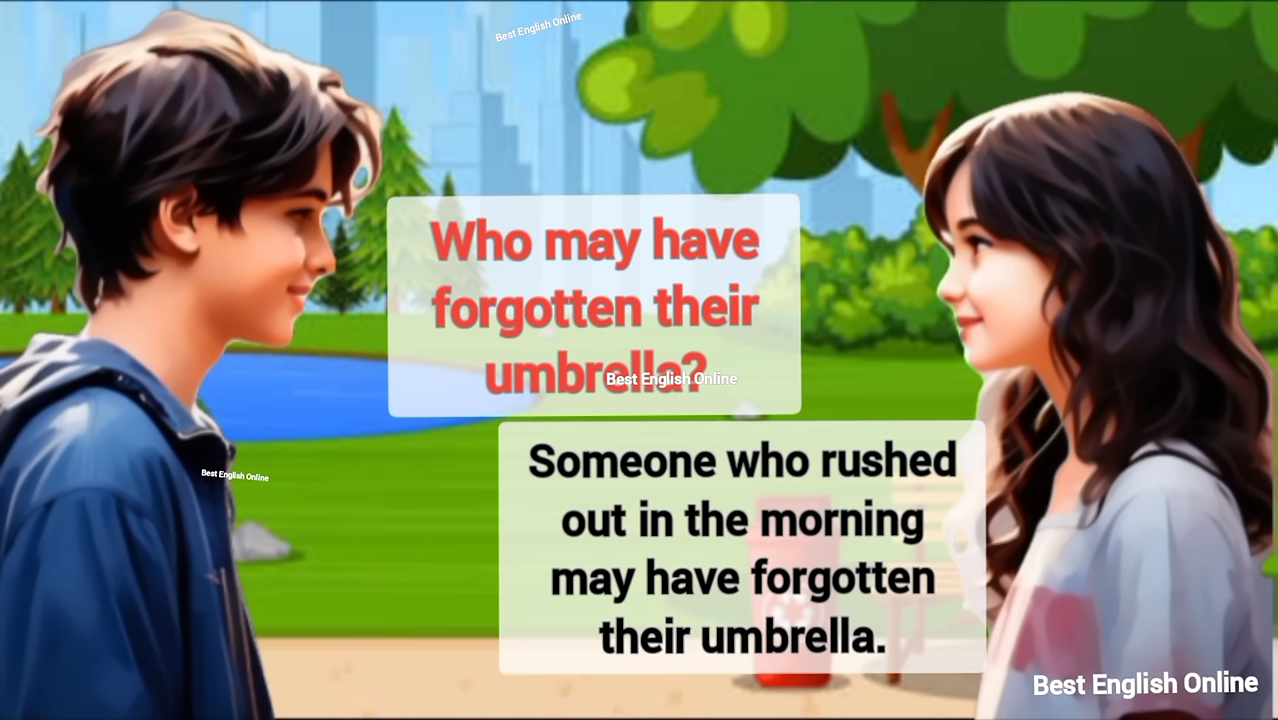 Best English Online
Who may have
forgotten their
umbrella?
Best English Online
Someone who rushed
out in the morning
may have forgotten
their umbrella.
Best English Online
Best English Online